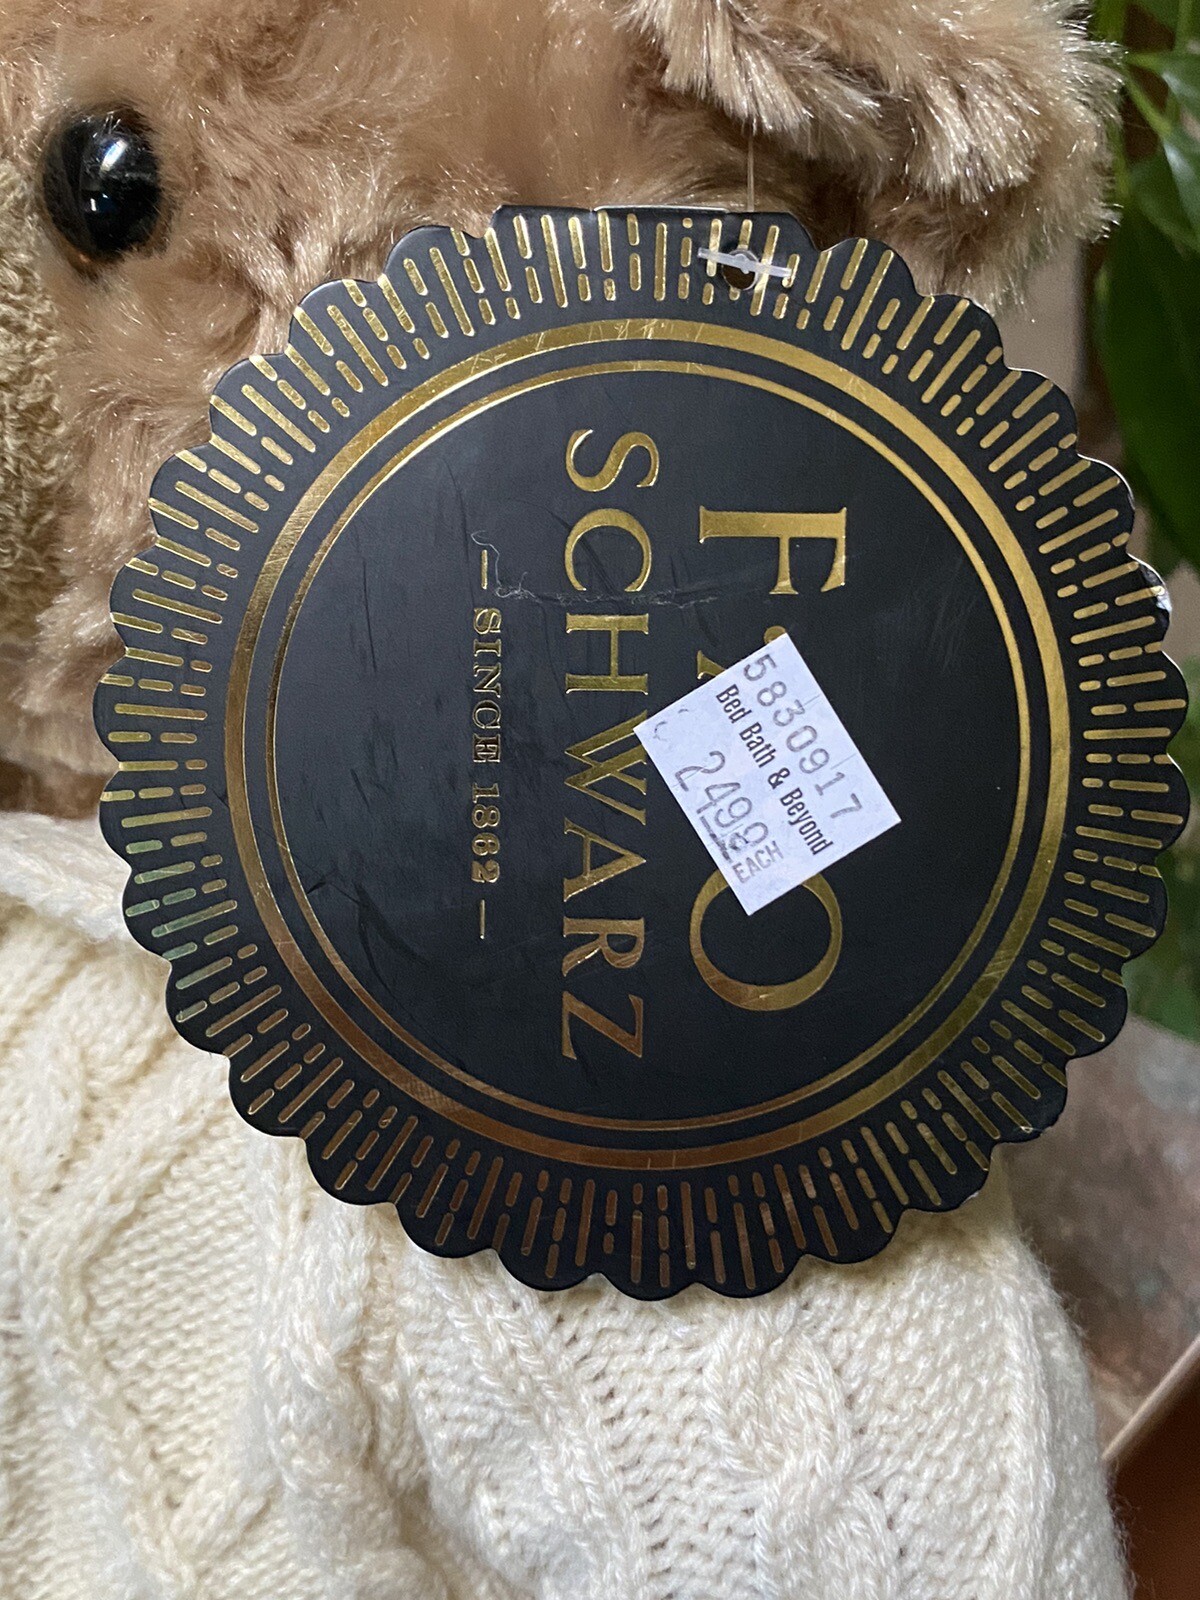 F·A O
SCHWARZ
— SINCE 1862 —
5830917
Bed Bath & Beyond
2499
EACH